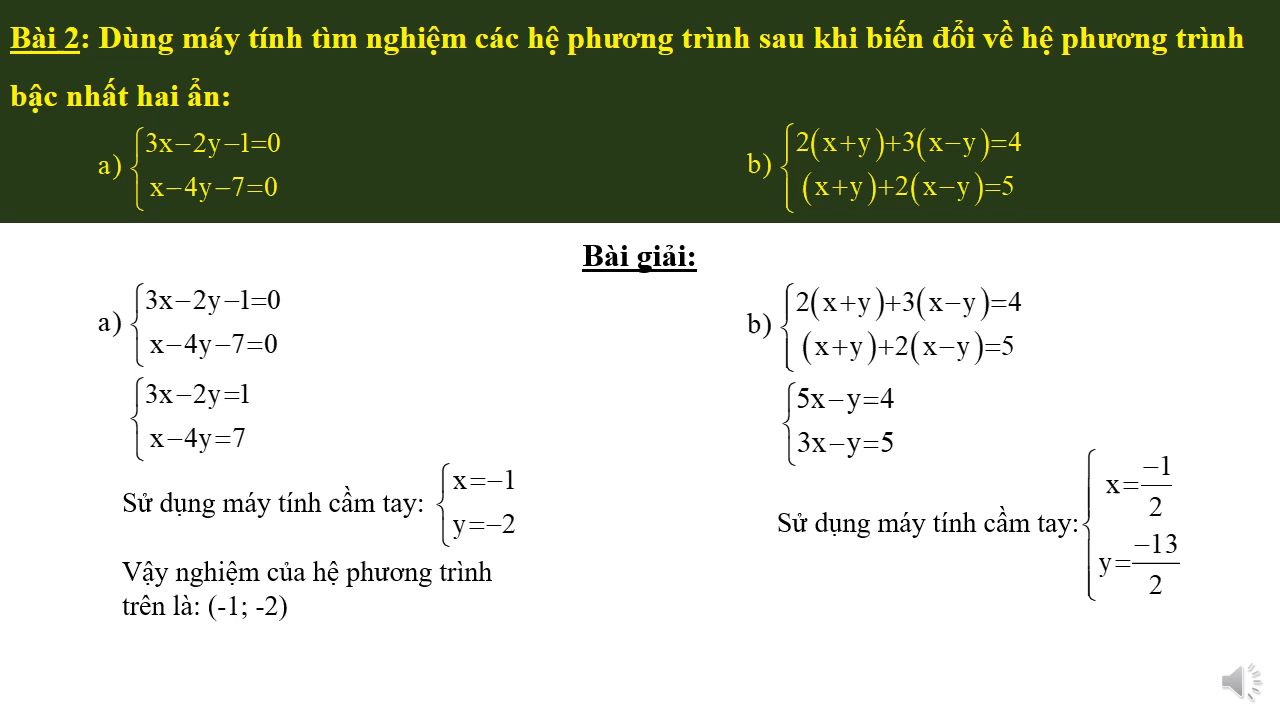 Bài 2: Dùng máy tính tìm nghiệm các hệ phương trình sau khi biến đổi về hệ phương trình
bậc nhất hai ẩn:
a) {3x−2y−1=0
x−4y−7=0
b) {2(x+y)+3(x−y)=4
(x+y)+2(x−y)=5
Bài giải:
a) {3x−2y−1=0
x−4y−7=0
{3x−2y=1
x−4y=7
Sử dụng máy tính cầm tay: {x=−1
y=−2
Vậy nghiệm của hệ phương trình
trên là: (-1; -2)
b) {2(x+y)+3(x−y)=4
(x+y)+2(x−y)=5
{5x−y=4
3x−y=5
Sử dụng máy tính cầm tay: {x=−1/2
y=−13/2